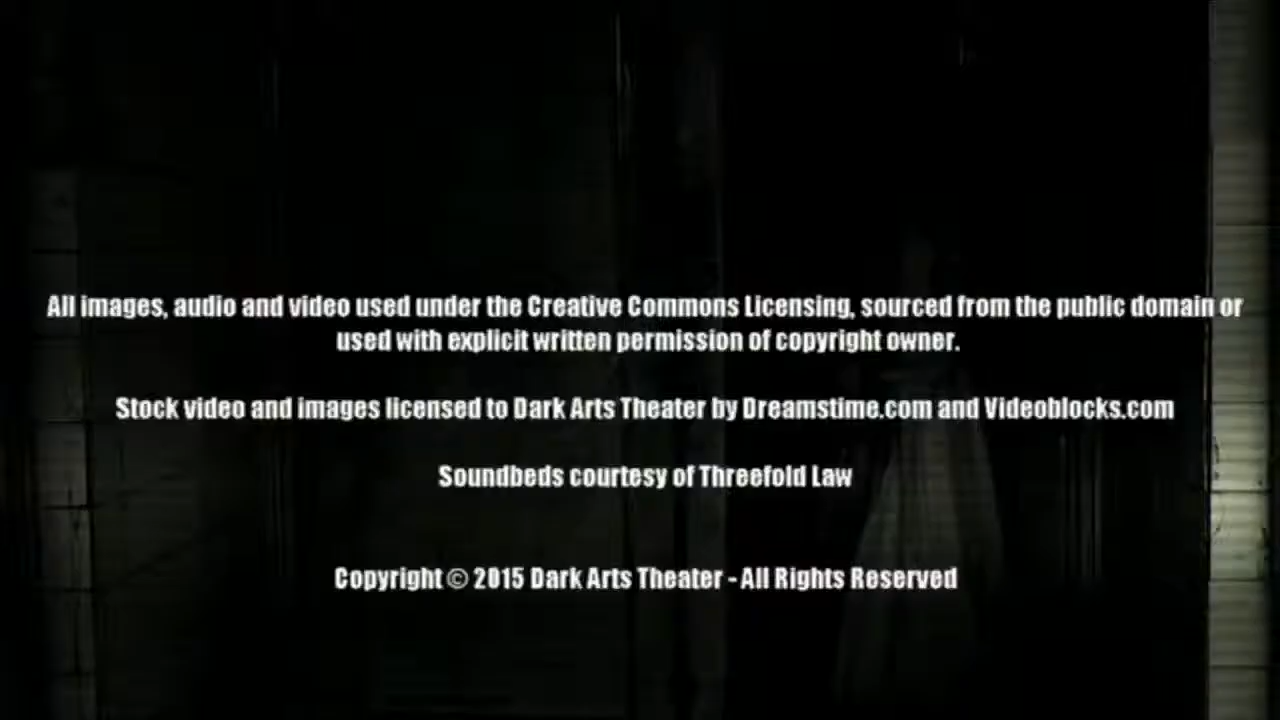 All images, audio and video used under the Creative Commons Licensing, sourced from the public domain or
used with explicit written permission of copyright owner.
Stock video and images licensed to Dark Arts Theater by Dreamstime.com and Videoblocks.com
Soundbeds courtesy of Threefold Law
Copyright © 2015 Dark Arts Theater - All Rights Reserved